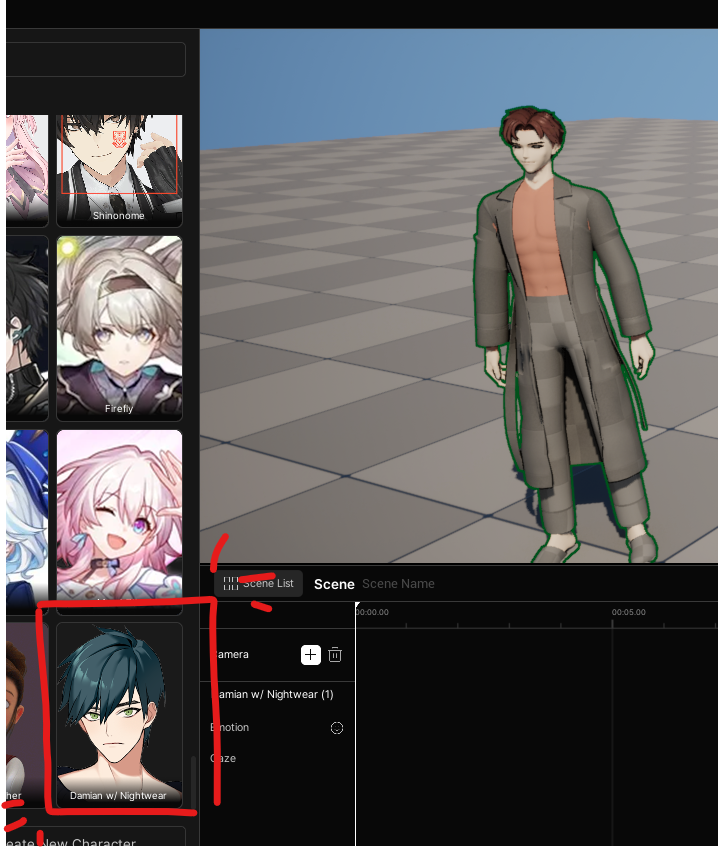 Shinonome
Firefly
Scene List
Scene
Scene Name
00:00.00
00:05.00
amera
Damian w/ Nightwear (1)
Emotion
Gaze
her
Damian w/ Nightwear
eate New Character